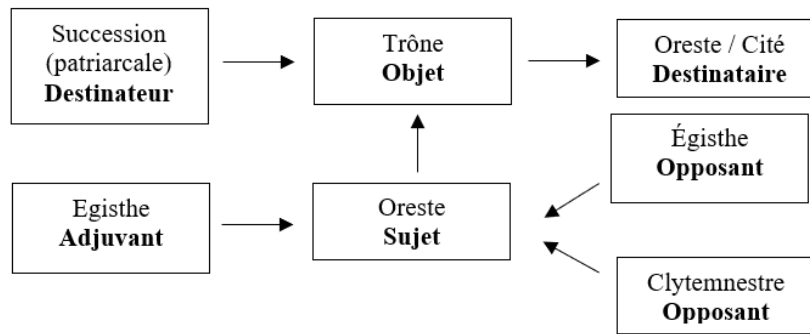 Succession
(patriarcale)
Destinateur
Trône
Objet
Oreste / Cité
Destinataire
Égisthe
Opposant
Egisthe
Adjuvant
Oreste
Sujet
Clytemnestre
Opposant